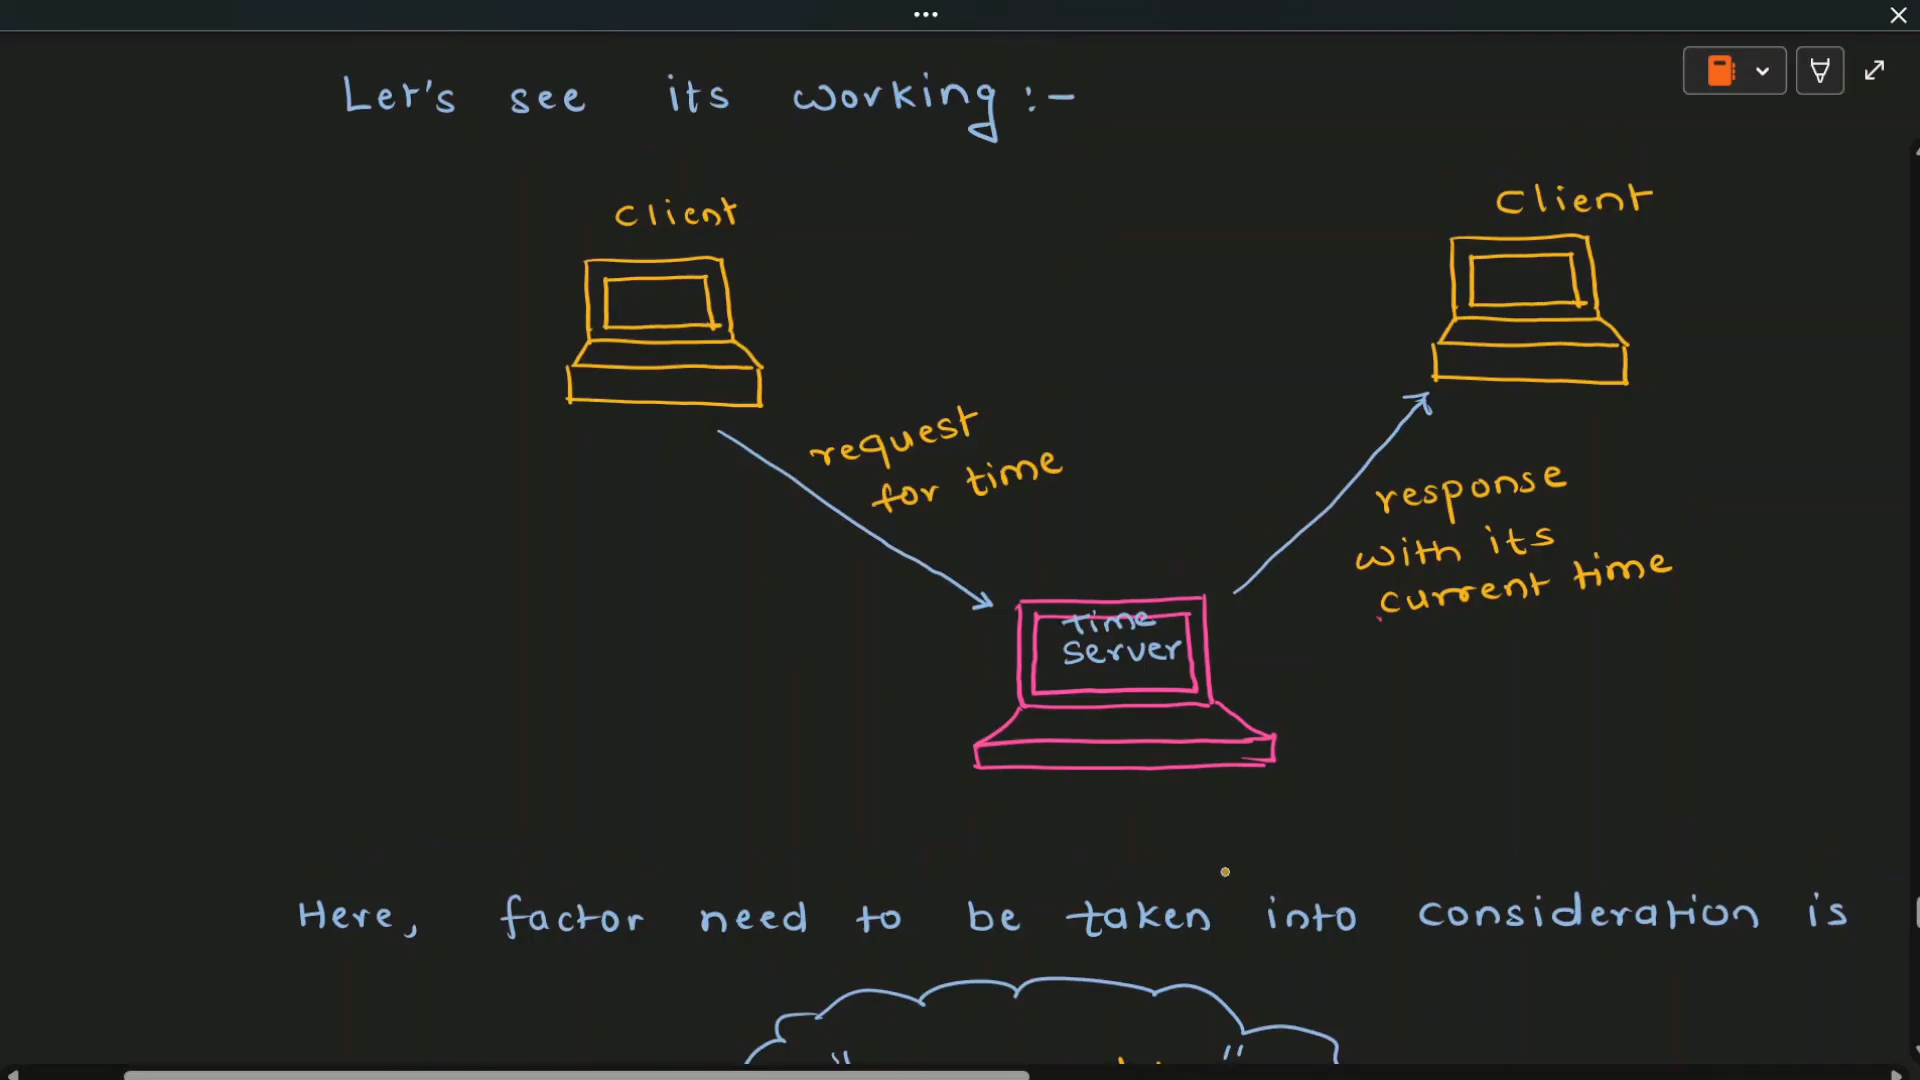 Let's see its working :-
Client
Client
request
for time
response
with its
current time
Time
Server
Here, factor need to be taken into consideration is